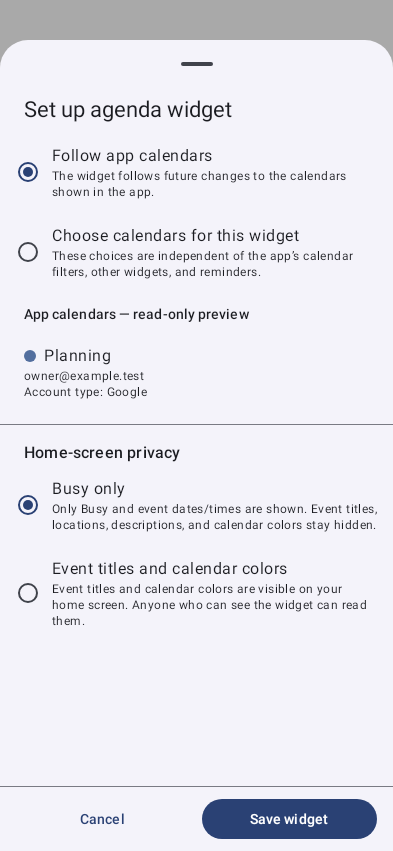 Set up agenda widget
Follow app calendars
The widget follows future changes to the calendars
shown in the app.
Choose calendars for this widget
These choices are independent of the app's calendar
filters, other widgets, and reminders.
App calendars — read-only preview
Planning
owner@example.test
Account type: Google
Home-screen privacy
Busy only
Only Busy and event dates/times are shown. Event titles,
locations, descriptions, and calendar colors stay hidden.
Event titles and calendar colors
Event titles and calendar colors are visible on your
home screen. Anyone who can see the widget can read
them.
Cancel
Save widget